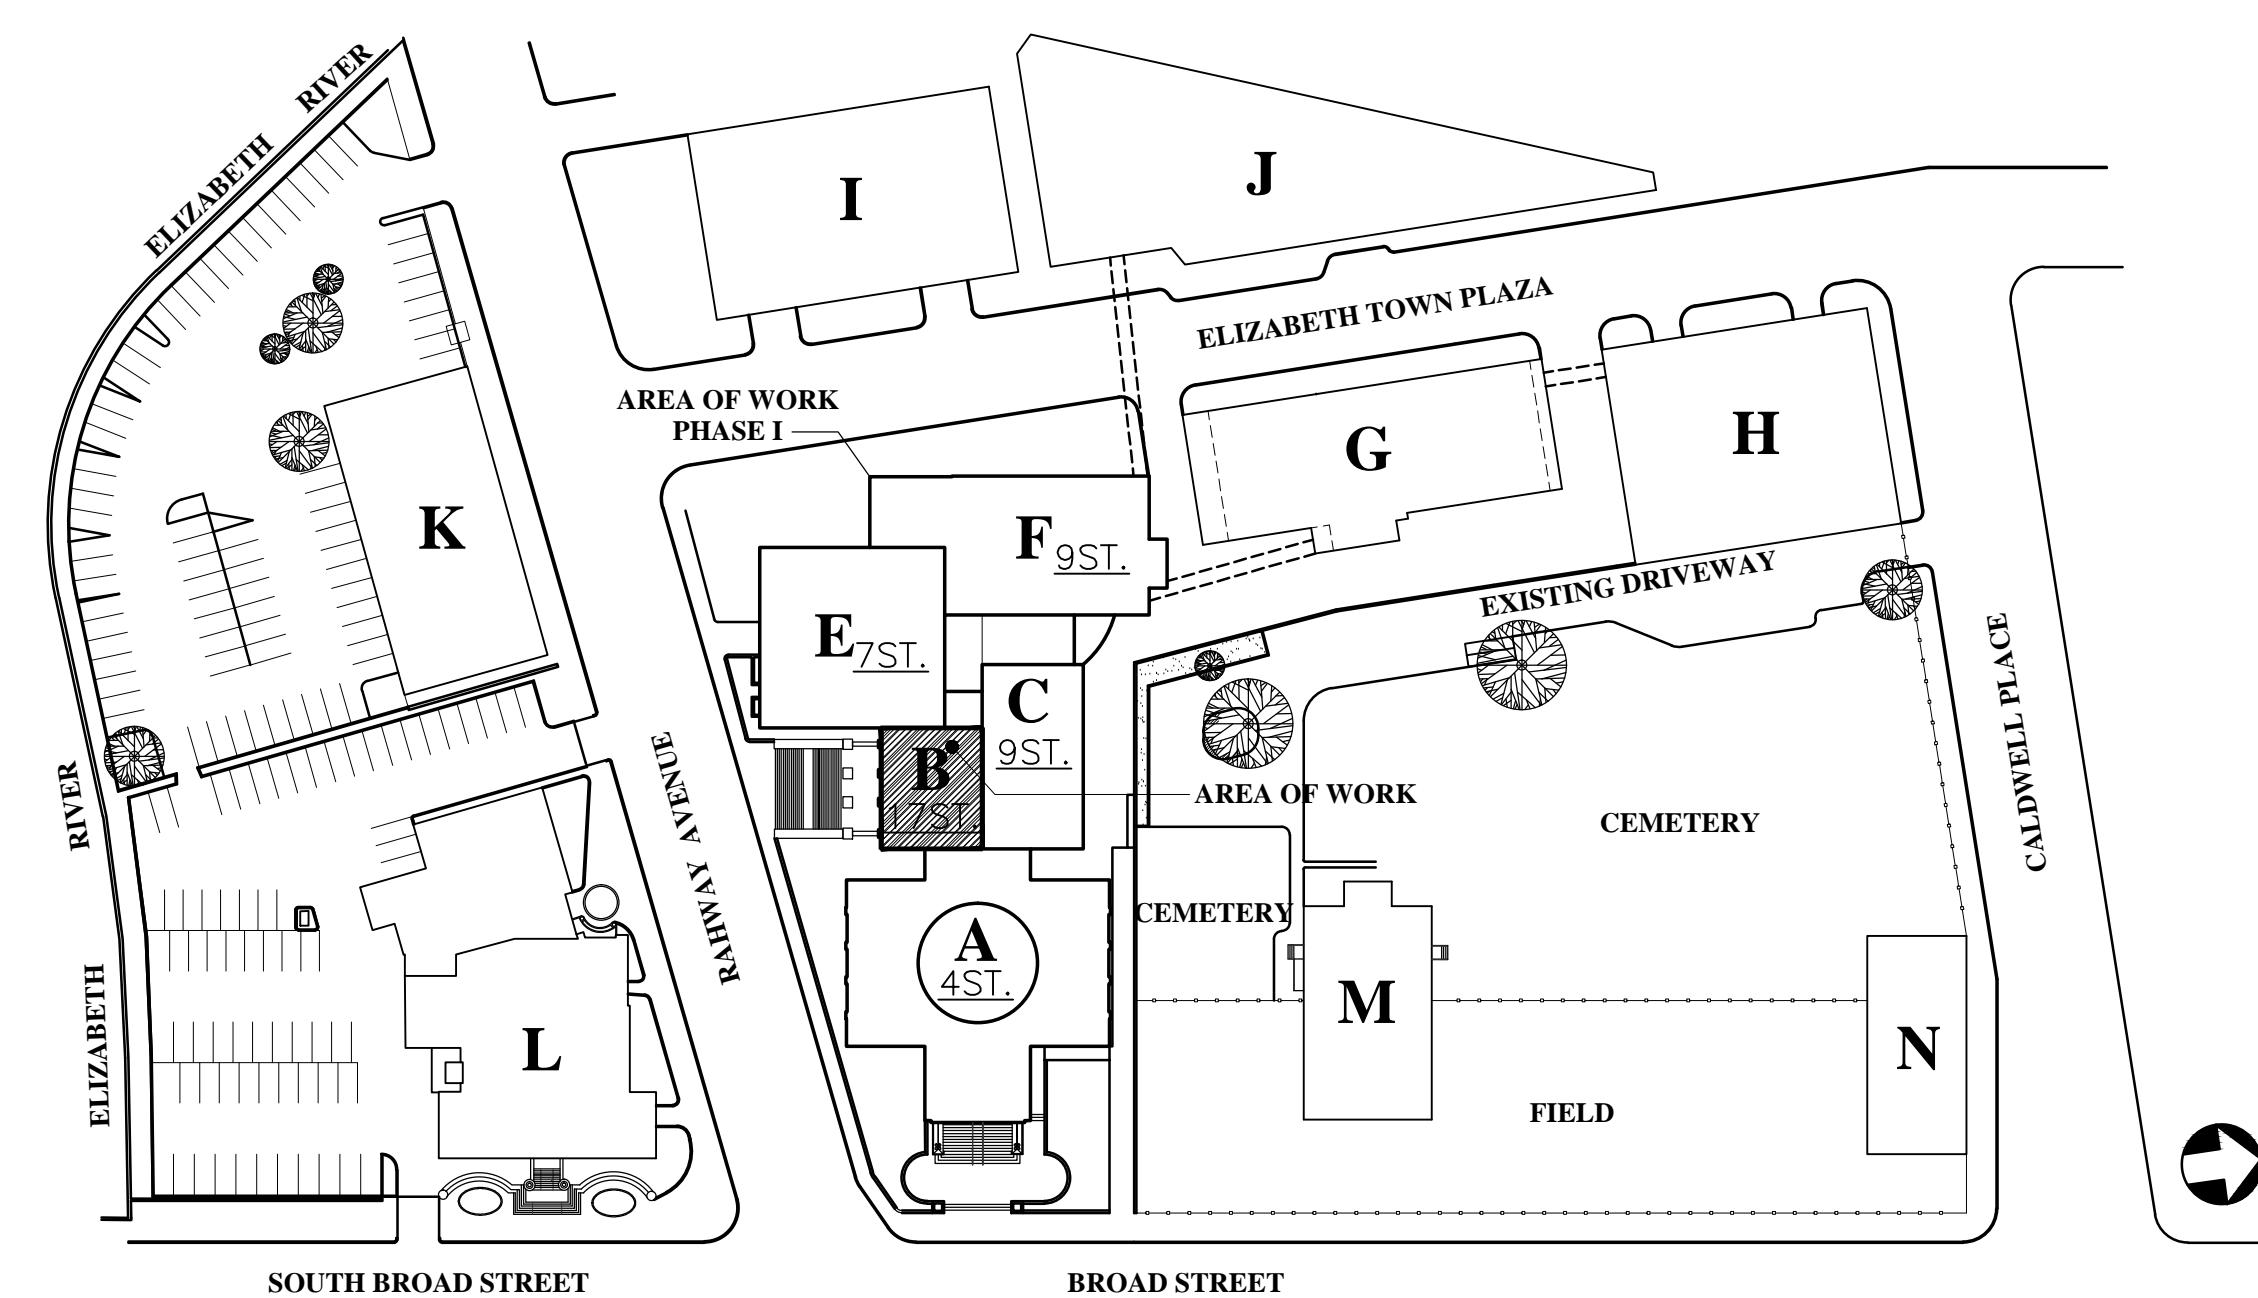 RIVER
ELIZABETH
I
J
ELIZABETH TOWN PLAZA
AREA OF WORK
PHASE I
G
H
K
F
9ST.
EXISTING DRIVEWAY
E
7ST.
C
9ST.
B
17ST.
AREA OF WORK
CEMETERY
CALDWELL PLACE
RAHWAY AVENUE
RIVER
ELIZABETH
CEMETERY
A
4ST.
M
N
L
FIELD
SOUTH BROAD STREET
BROAD STREET